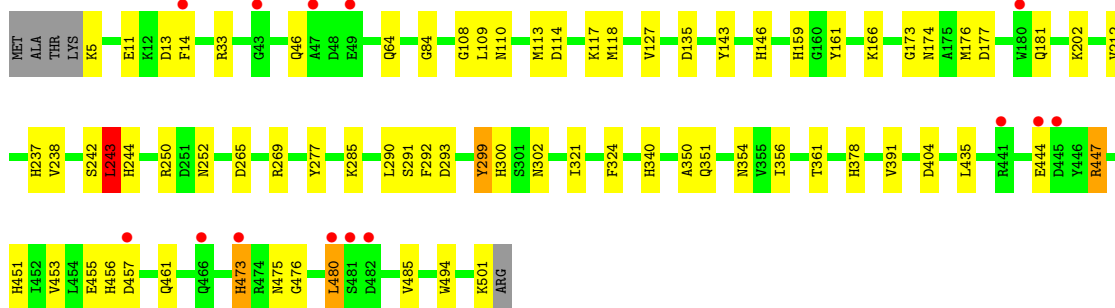 MET ALA THR LYS K5 E11 K12 D13 F14 R33 G43 Q46 A47 D48 E49 Q64 G84 G108 L109 N110 M113 D114 K117 M118 V127 D135 Y143 H146 H159 G160 Y161 K166 G173 N174 A175 M176 D177 W180 Q181 K202
H237 V238 S242 L243 H244 R250 D251 N252 D265 R269 Y277 K285 L290 S291 F292 D293 Y299 H300 S301 N302 I321 F324 H340 A350 Q351 N354 V355 I356 T361 H378 V391 D404 L435 R441 E444 D445 Y446 R447
H451 I452 V453 L454 E455 H456 D457 Q461 Q466 H473 R474 N475 G476 L480 S481 D482 V485 W494 K501 ARG